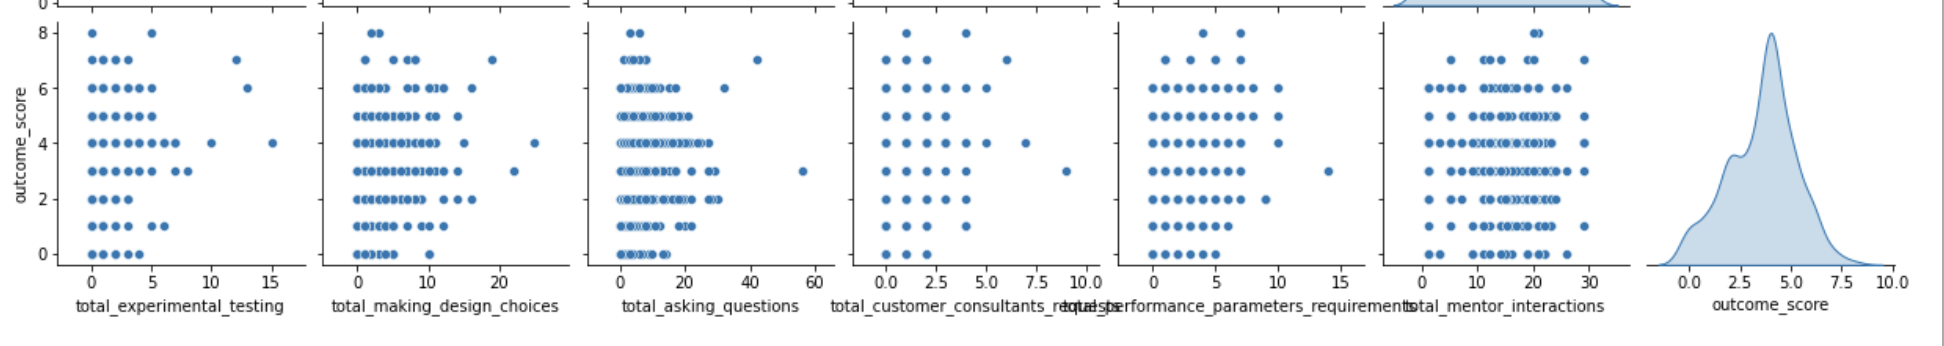 0
outcome_score
8
6
4
2
0
0 5 10 15
0 10 20
0 20 40 60
0.0 2.5 5.0 7.5 10.0
0 5 10 15
0 10 20 30
0.0 2.5 5.0 7.5 10.0
total_experimental_testing
total_making_design_choices
total_asking_questions
total_customer_consultants_requests
total_performance_parameters_requirements
total_mentor_interactions
outcome_score